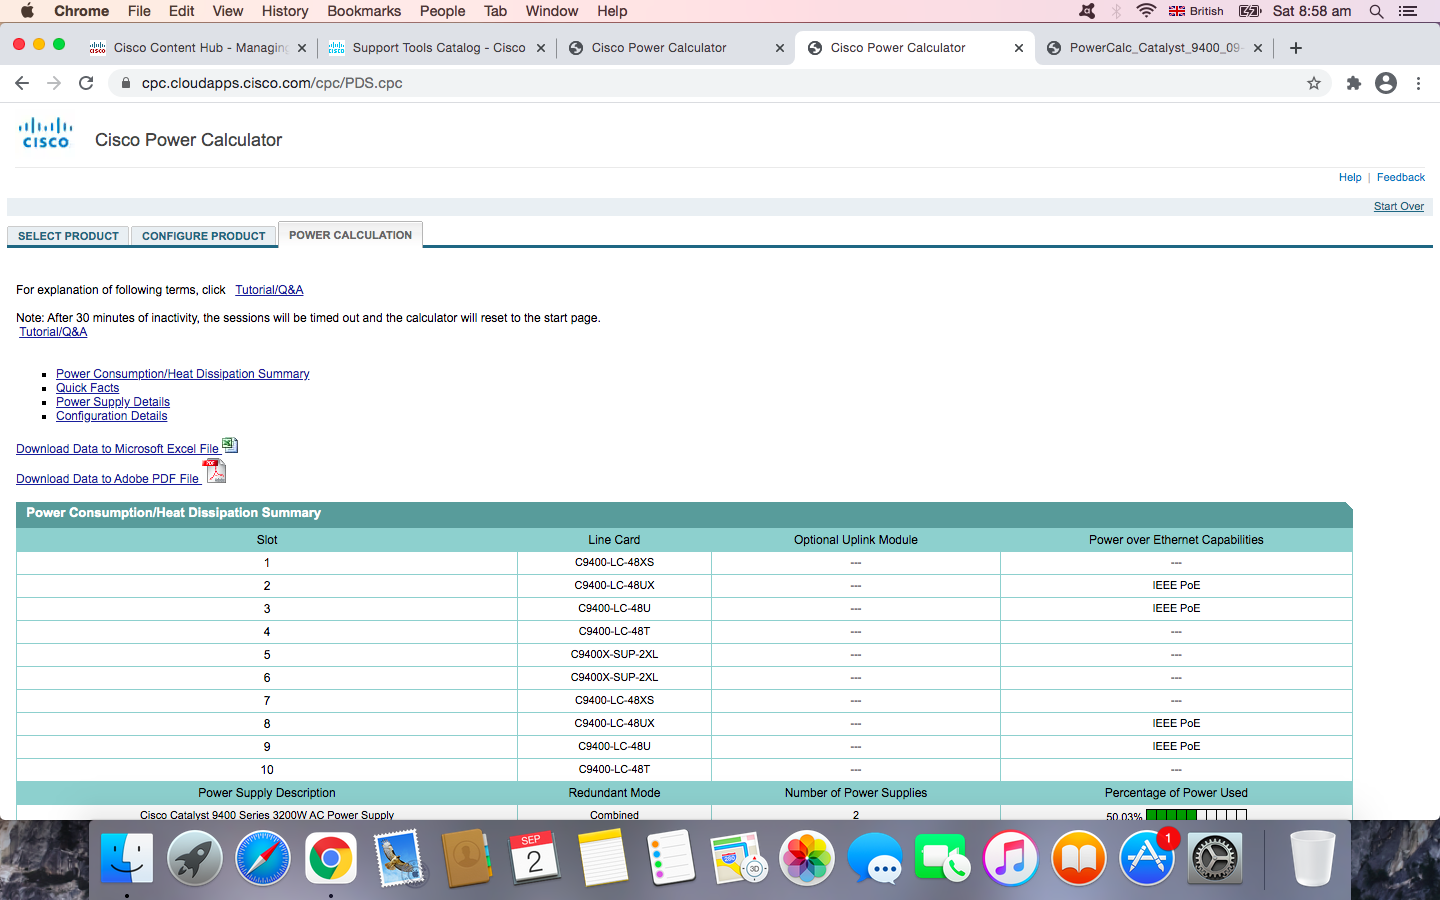 Chrome File Edit View History Bookmarks People Tab Window Help British Sat 8:58 am
Cisco Content Hub - Managing Support Tools Catalog - Cisco Cisco Power Calculator Cisco Power Calculator PowerCalc_Catalyst_9400_09-
cpc.cloudapps.cisco.com/cpc/PDS.cpc
CISCO Cisco Power Calculator
Help | Feedback
Start Over
SELECT PRODUCT CONFIGURE PRODUCT POWER CALCULATION
For explanation of following terms, click Tutorial/Q&A
Note: After 30 minutes of inactivity, the sessions will be timed out and the calculator will reset to the start page.
Tutorial/Q&A
Power Consumption/Heat Dissipation Summary
Quick Facts
Power Supply Details
Configuration Details
Download Data to Microsoft Excel File
Download Data to Adobe PDF File
Power Consumption/Heat Dissipation Summary
Slot Line Card Optional Uplink Module Power over Ethernet Capabilities
1 C9400-LC-48XS --- ---
2 C9400-LC-48UX --- IEEE PoE
3 C9400-LC-48U --- IEEE PoE
4 C9400-LC-48T --- ---
5 C9400X-SUP-2XL --- ---
6 C9400X-SUP-2XL --- ---
7 C9400-LC-48XS --- ---
8 C9400-LC-48UX --- IEEE PoE
9 C9400-LC-48U --- IEEE PoE
10 C9400-LC-48T --- ---
Power Supply Description Redundant Mode Number of Power Supplies Percentage of Power Used
Cisco Catalyst 9400 Series 3200W AC Power Supply Combined 2 50.03%
SEP
2
280
3D
1